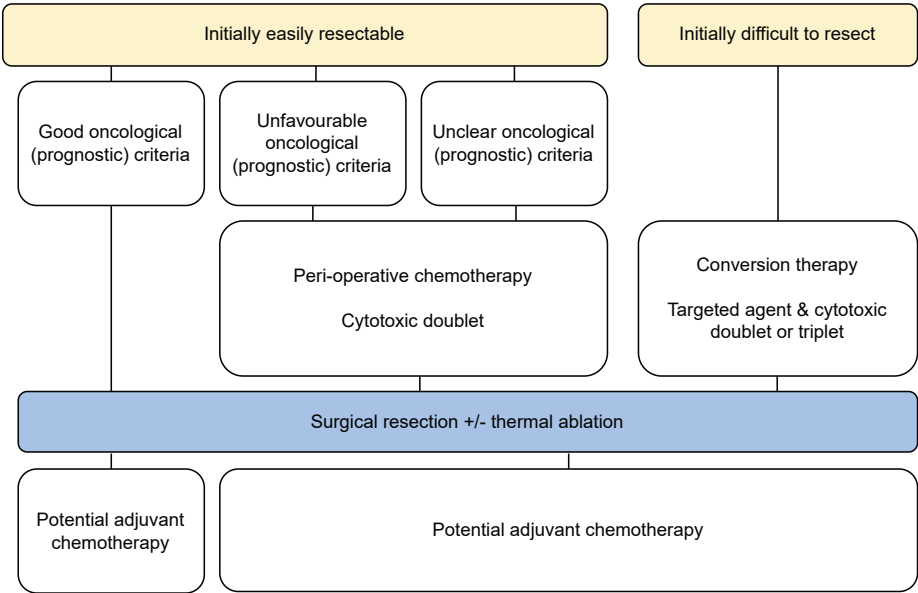 Initially easily resectable
Initially difficult to resect
Good oncological
(prognostic) criteria
Unfavourable
oncological
(prognostic) criteria
Unclear oncological
(prognostic) criteria
Peri-operative chemotherapy
Cytotoxic doublet
Conversion therapy
Targeted agent & cytotoxic
doublet or triplet
Surgical resection +/- thermal ablation
Potential adjuvant
chemotherapy
Potential adjuvant chemotherapy